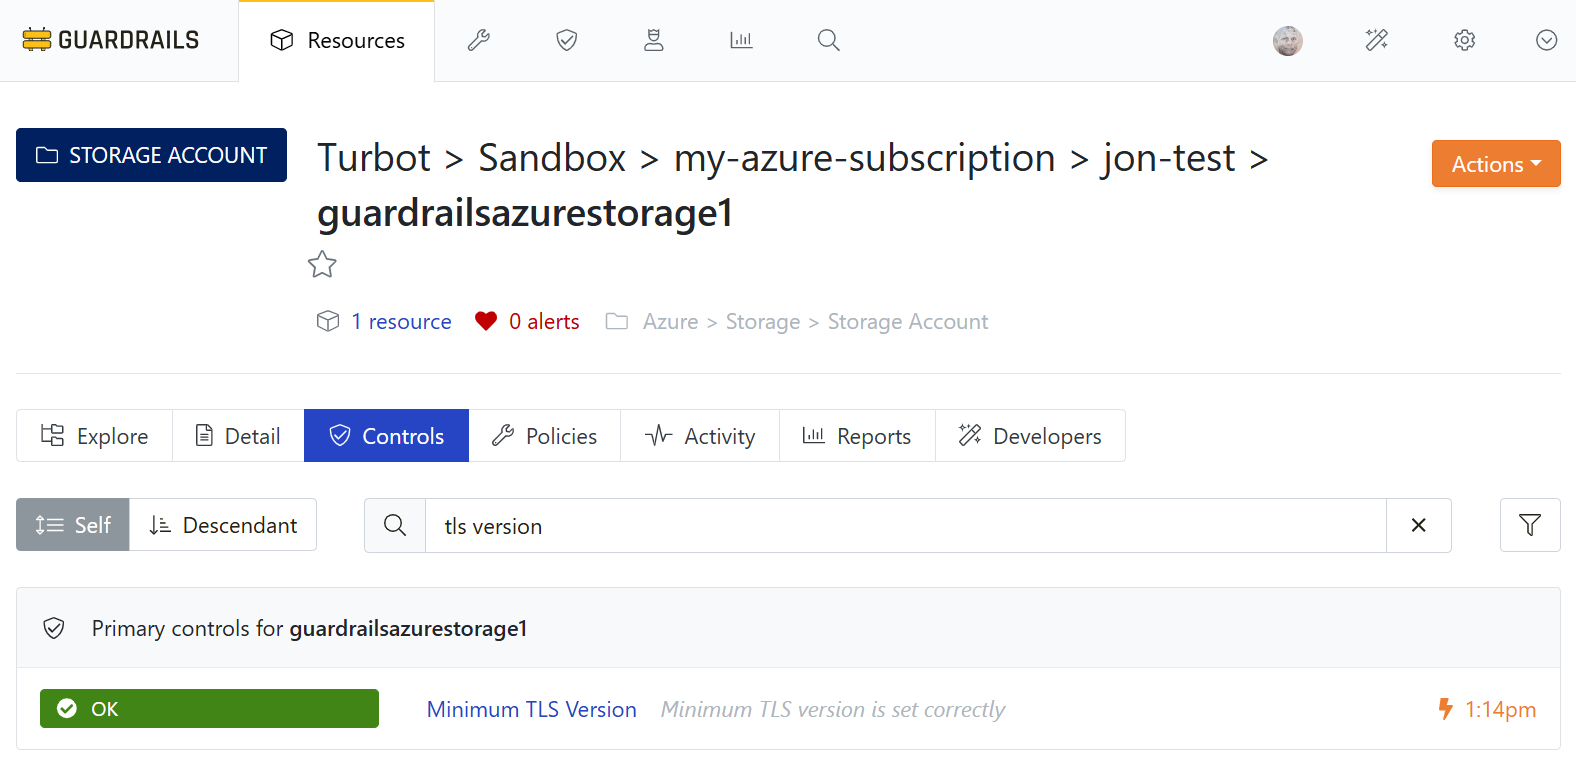 GUARDRAILS
Resources
STORAGE ACCOUNT
Turbot > Sandbox > my-azure-subscription > jon-test >
guardrailsazurestorage1
Actions
1 resource 0 alerts Azure > Storage > Storage Account
Explore Detail Controls Policies Activity Reports Developers
Self Descendant tls version
Primary controls for guardrailsazurestorage1
OK Minimum TLS Version Minimum TLS version is set correctly 1:14pm